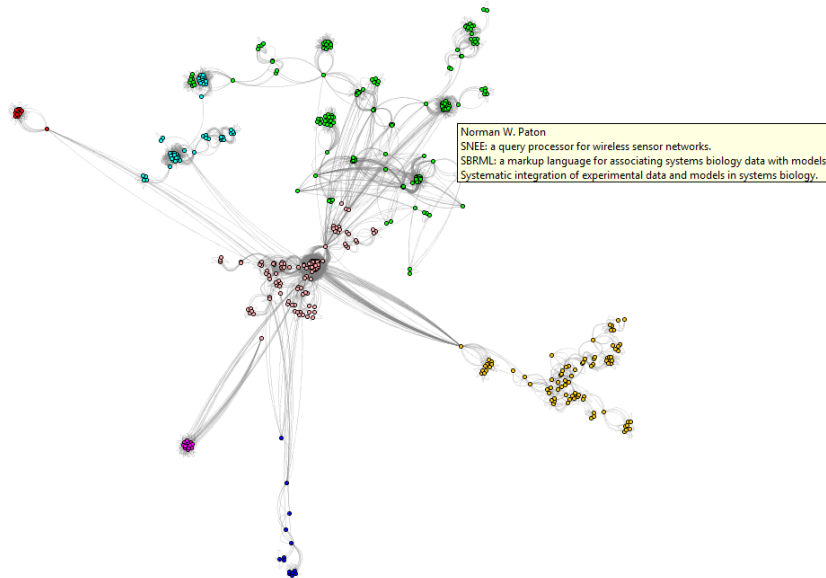 Norman W. Paton
SNEE: a query processor for wireless sensor networks.
SBRML: a markup language for associating systems biology data with models
Systematic integration of experimental data and models in systems biology.